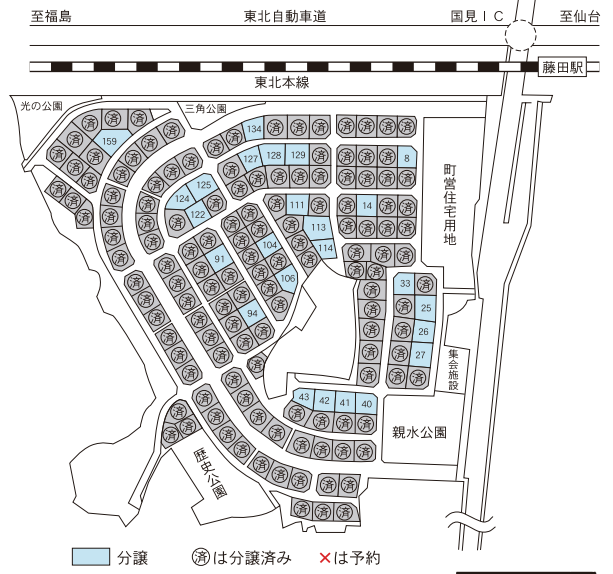 至福島 東北自動車道 国見IC 至仙台
藤田駅
東北本線
光の公園 三角公園
134
159
127 128 129 8
町営住宅用地
125
124 122
111 14
113
114
104
91
106
33
94
25
26
27
集会施設
43 42 41 40
親水公園
歴史公園
分譲 済は分譲済み ×は予約